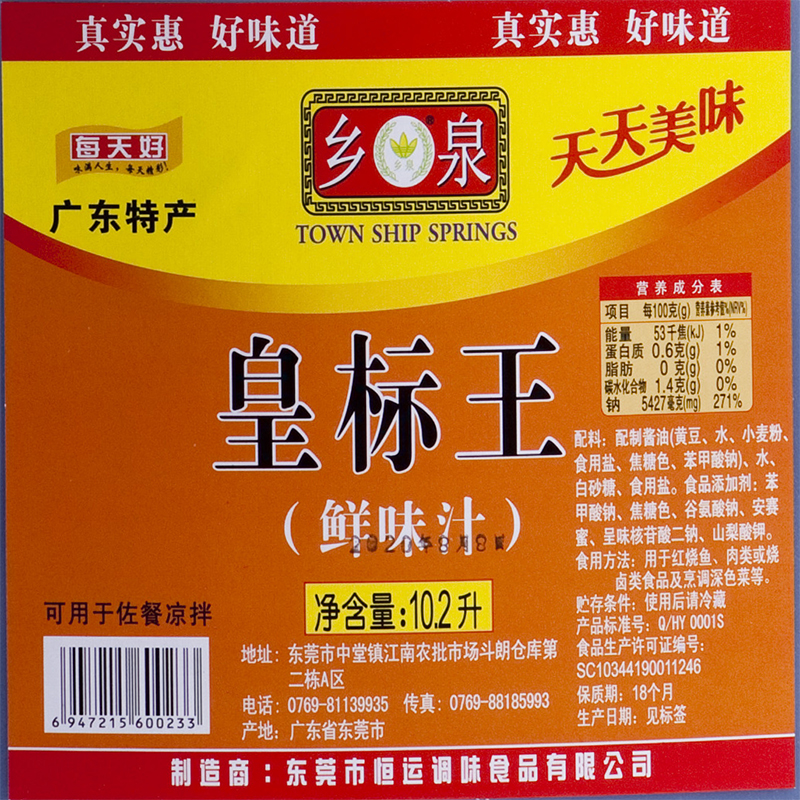 真实惠 好味道
真实惠 好味道
每天好
味满人生，每天精彩！
广东特产
乡泉®
TOWN SHIP SPRINGS
天天美味
皇标王
（鲜味汁）
2020年8月8日
净含量：10.2升
可用于佐餐凉拌
6 947215 600233
营养成分表
项目 每100克(g) 营养素参考值%(NRV%)
能量 53千焦(kJ) 1%
蛋白质 0.6克(g) 1%
脂肪 0 克(g) 0%
碳水化合物 1.4克(g) 0%
钠 5427毫克(mg) 271%
配料：配制酱油(黄豆、水、小麦粉、
食用盐、焦糖色、苯甲酸钠)、水、
白砂糖、食用盐。食品添加剂：苯
甲酸钠、焦糖色、谷氨酸钠、安赛
蜜、呈味核苷酸二钠、山梨酸钾。
食用方法：用于红烧鱼、肉类或烧
卤类食品及烹调深色菜等。
贮存条件：使用后请冷藏
产品标准号：Q/HY 0001S
食品生产许可证编号：
SC10344190011246
保质期：18个月
生产日期：见标签
地址：东莞市中堂镇江南农批市场斗朗仓库第
二栋A区
电话：0769-81139935 传真：0769-88185993
产地：广东省东莞市
制造商：东莞市恒运调味食品有限公司